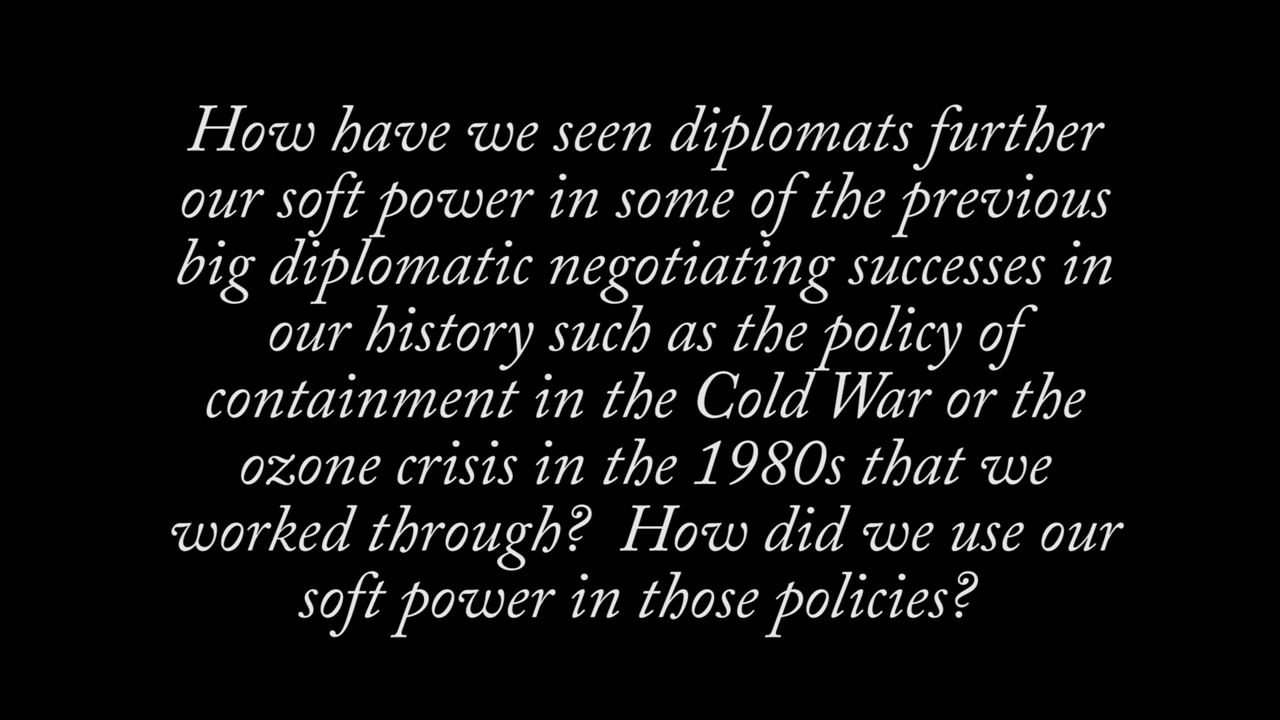 How have we seen diplomats further
our soft power in some of the previous
big diplomatic negotiating successes in
our history such as the policy of
containment in the Cold War or the
ozone crisis in the 1980s that we
worked through?  How did we use our
soft power in those policies?